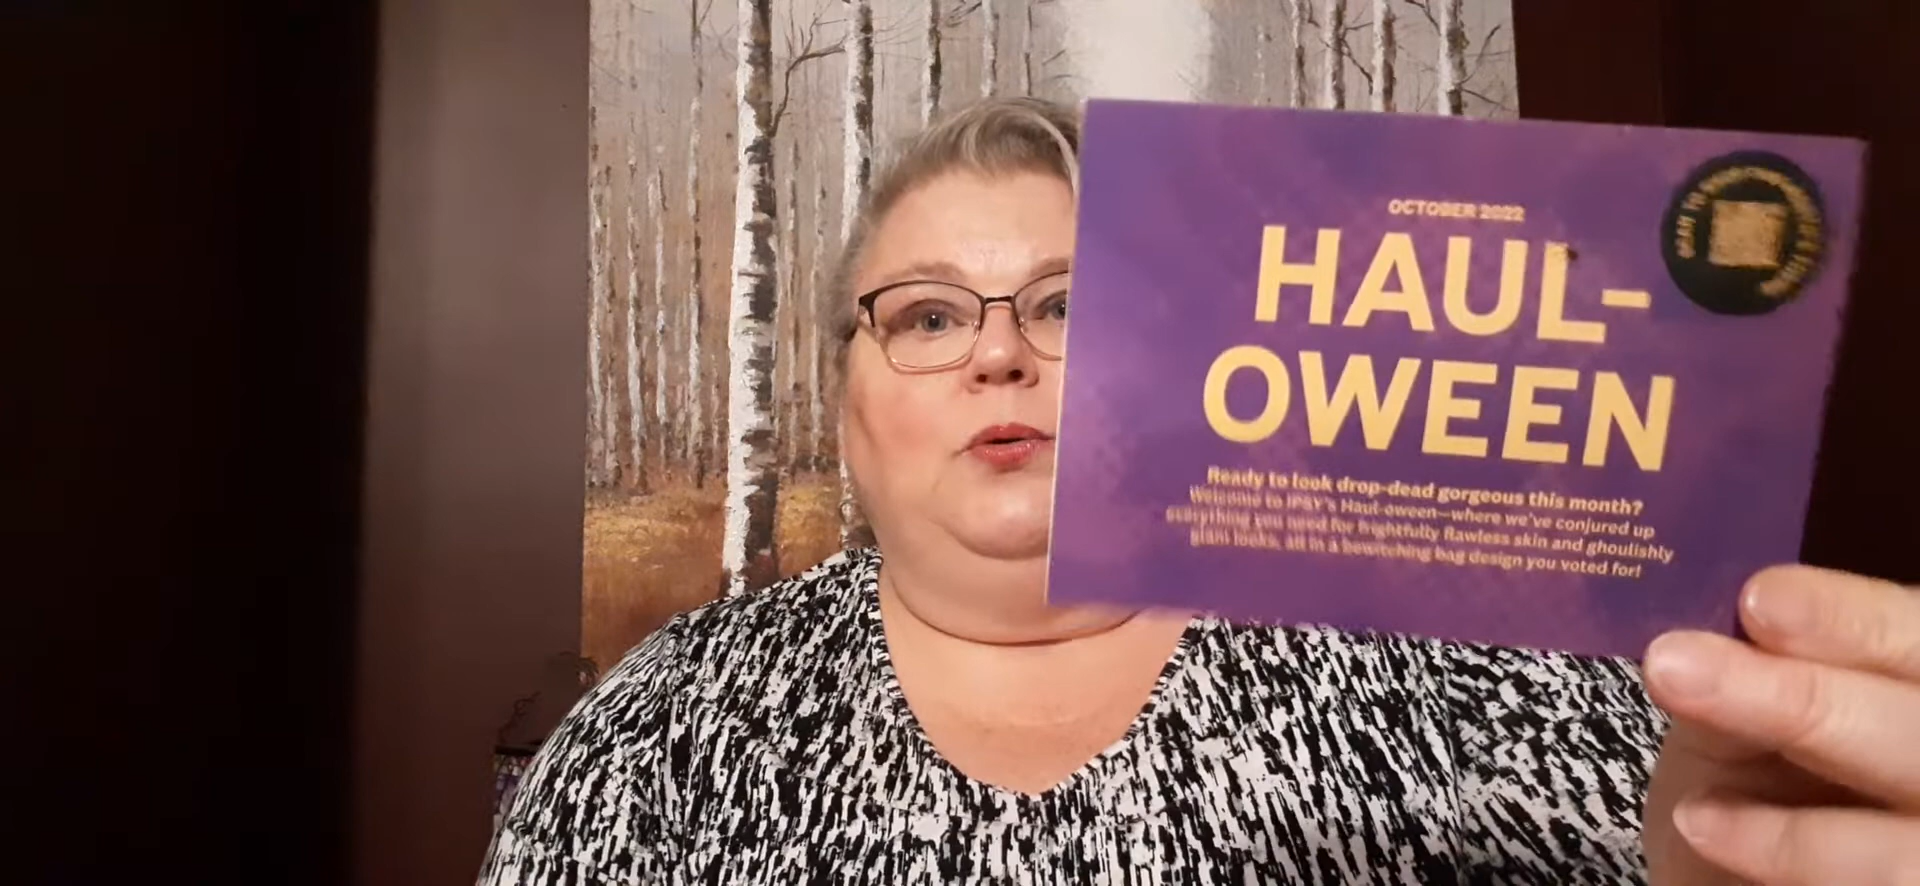 OCTOBER 2022
HAUL-
OWEEN
Ready to look drop-dead gorgeous this month?
Welcome to IPSY's Haul-oween—where we've conjured up
everything you need for frightfully flawless skin and ghoulishly
glam looks, all in a bewitching bag design you voted for!
SCAN TO